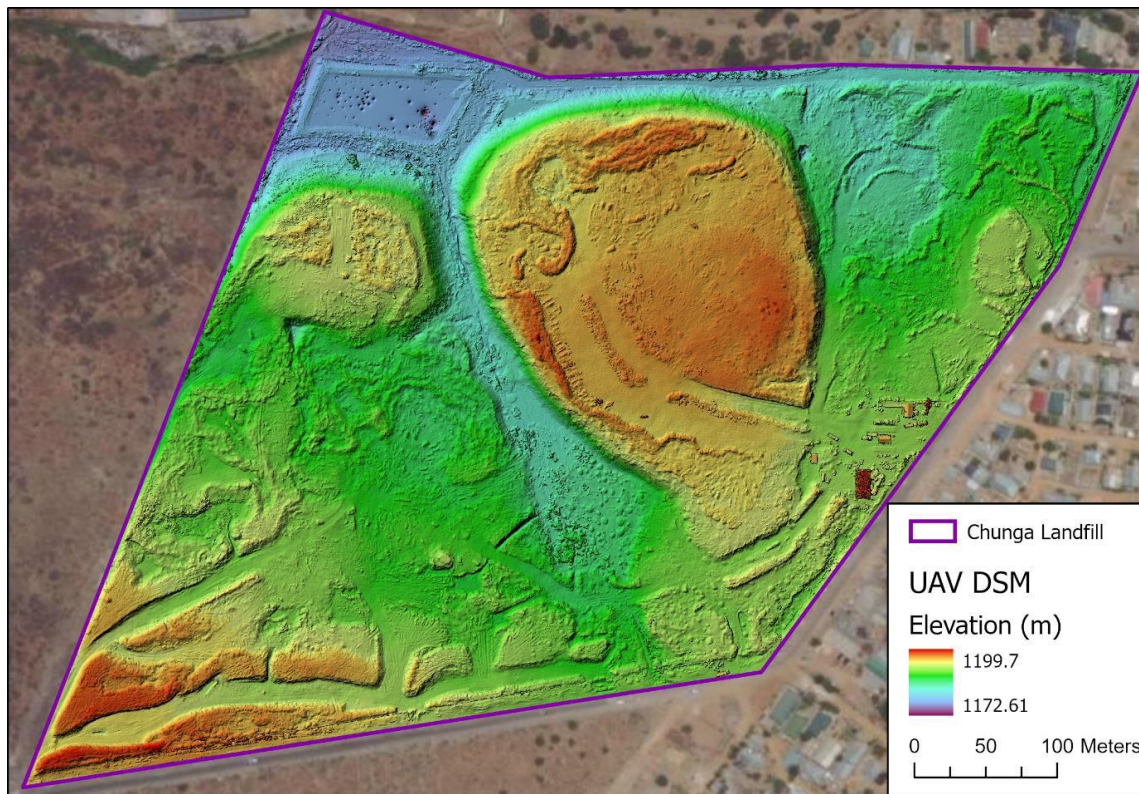 Chunga Landfill
UAV DSM
Elevation (m)
1199.7
1172.61
0 50 100 Meters